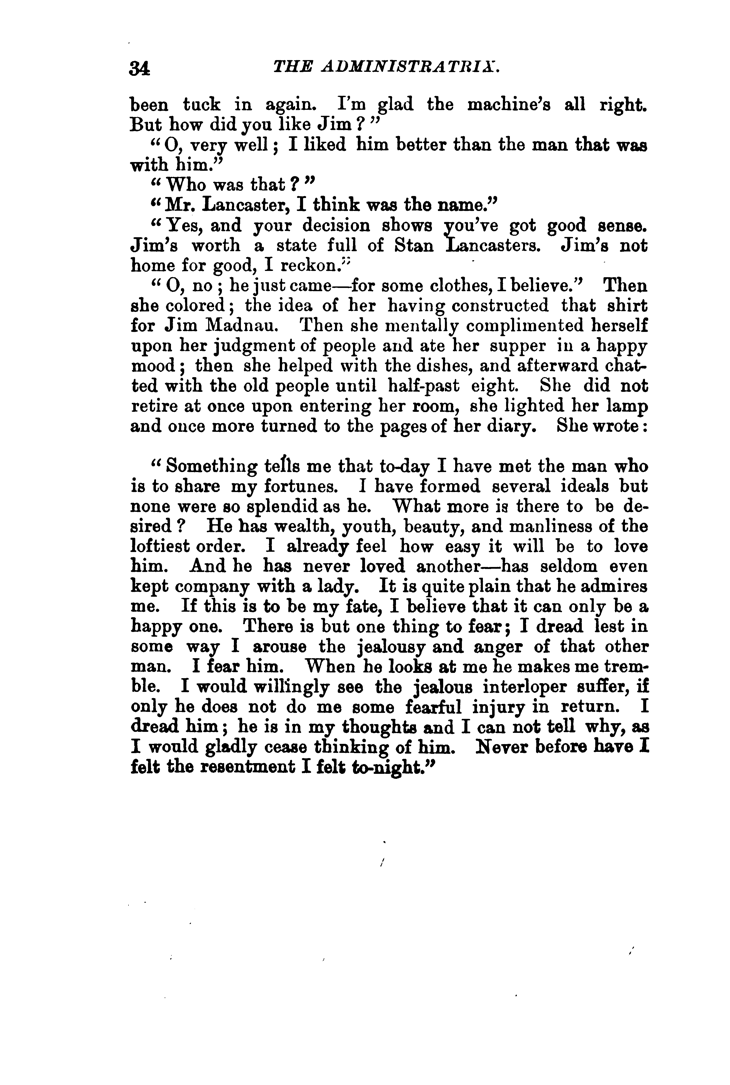 34 THE ADMINISTRATRIX.
been tuck in again. I'm glad the machine's all right.
But how did you like Jim?"
"O, very well; I liked him better than the man that was
with him."
"Who was that?"
"Mr. Lancaster, I think was the name."
"Yes, and your decision shows you've got good sense.
Jim's worth a state full of Stan Lancasters. Jim's not
home for good, I reckon."
"O, no; he just came—for some clothes, I believe." Then
she colored; the idea of her having constructed that shirt
for Jim Madnau. Then she mentally complimented herself
upon her judgment of people and ate her supper in a happy
mood; then she helped with the dishes, and afterward chat-
ted with the old people until half-past eight. She did not
retire at once upon entering her room, she lighted her lamp
and once more turned to the pages of her diary. She wrote:
"Something tells me that to-day I have met the man who
is to share my fortunes. I have formed several ideals but
none were so splendid as he. What more is there to be de-
sired? He has wealth, youth, beauty, and manliness of the
loftiest order. I already feel how easy it will be to love
him. And he has never loved another—has seldom even
kept company with a lady. It is quite plain that he admires
me. If this is to be my fate, I believe that it can only be a
happy one. There is but one thing to fear; I dread lest in
some way I arouse the jealousy and anger of that other
man. I fear him. When he looks at me he makes me trem-
ble. I would willingly see the jealous interloper suffer, if
only he does not do me some fearful injury in return. I
dread him; he is in my thoughts and I can not tell why, as
I would gladly cease thinking of him. Never before have I
felt the resentment I felt to-night."